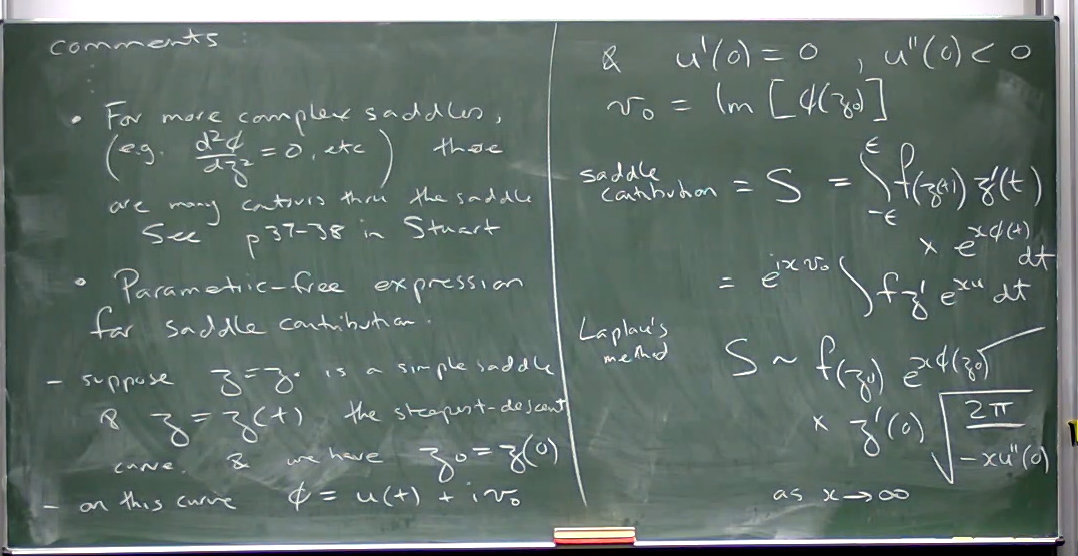 comments
• For more complex saddles,
(e.g. d²ϕ/dz² = 0, etc) there
are many contours thru the saddle
See p37-38 in Stuart
• Parametric-free expression
for saddle contribution.
- suppose z = z₀ is a simple saddle
& z = z(t) the steepest-descent
curve. & we have z₀ = z(0)
- on this curve ϕ = u(t) + i v₀
& u'(0) = 0 , u''(0) < 0
v₀ = Im [ϕ(z₀)]
saddle contribution = S = ∫_{-ε}^{ε} f(z(t)) z'(t)
× e^{xϕ(t)} dt
= e^{ixv₀} ∫ f z' e^{xu} dt
Laplace's method S ~ f(z₀) e^{xϕ(z₀)}
× z'(0) √(2π / -xu''(0))
as x → ∞